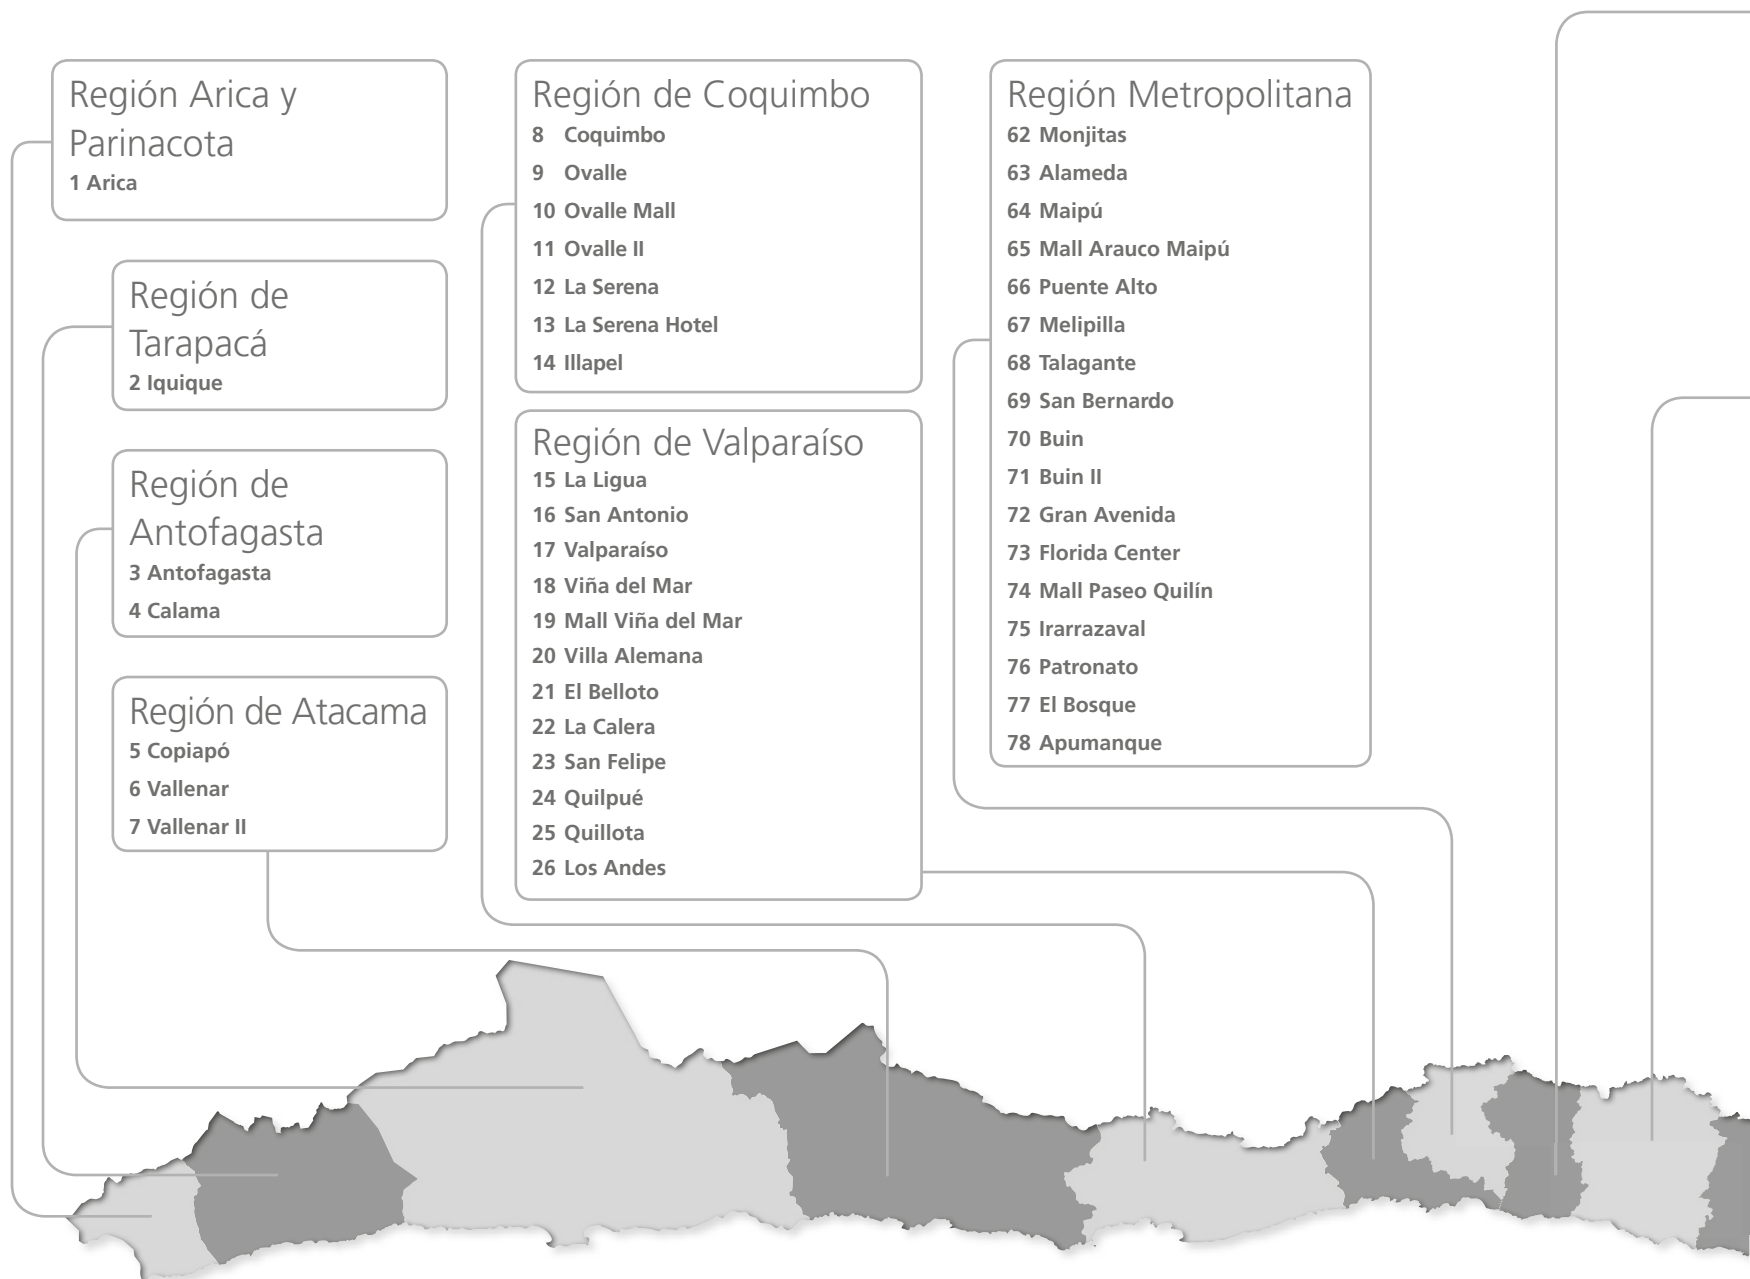 Región Arica y
Parinacota
1 Arica
Región de
Tarapacá
2 Iquique
Región de
Antofagasta
3 Antofagasta
4 Calama
Región de Atacama
5 Copiapó
6 Vallenar
7 Vallenar II
Región de Coquimbo
8 Coquimbo
9 Ovalle
10 Ovalle Mall
11 Ovalle II
12 La Serena
13 La Serena Hotel
14 Illapel
Región de Valparaíso
15 La Ligua
16 San Antonio
17 Valparaíso
18 Viña del Mar
19 Mall Viña del Mar
20 Villa Alemana
21 El Belloto
22 La Calera
23 San Felipe
24 Quilpué
25 Quillota
26 Los Andes
Región Metropolitana
62 Monjitas
63 Alameda
64 Maipú
65 Mall Arauco Maipú
66 Puente Alto
67 Melipilla
68 Talagante
69 San Bernardo
70 Buin
71 Buin II
72 Gran Avenida
73 Florida Center
74 Mall Paseo Quilín
75 Irarrazaval
76 Patronato
77 El Bosque
78 Apumanque